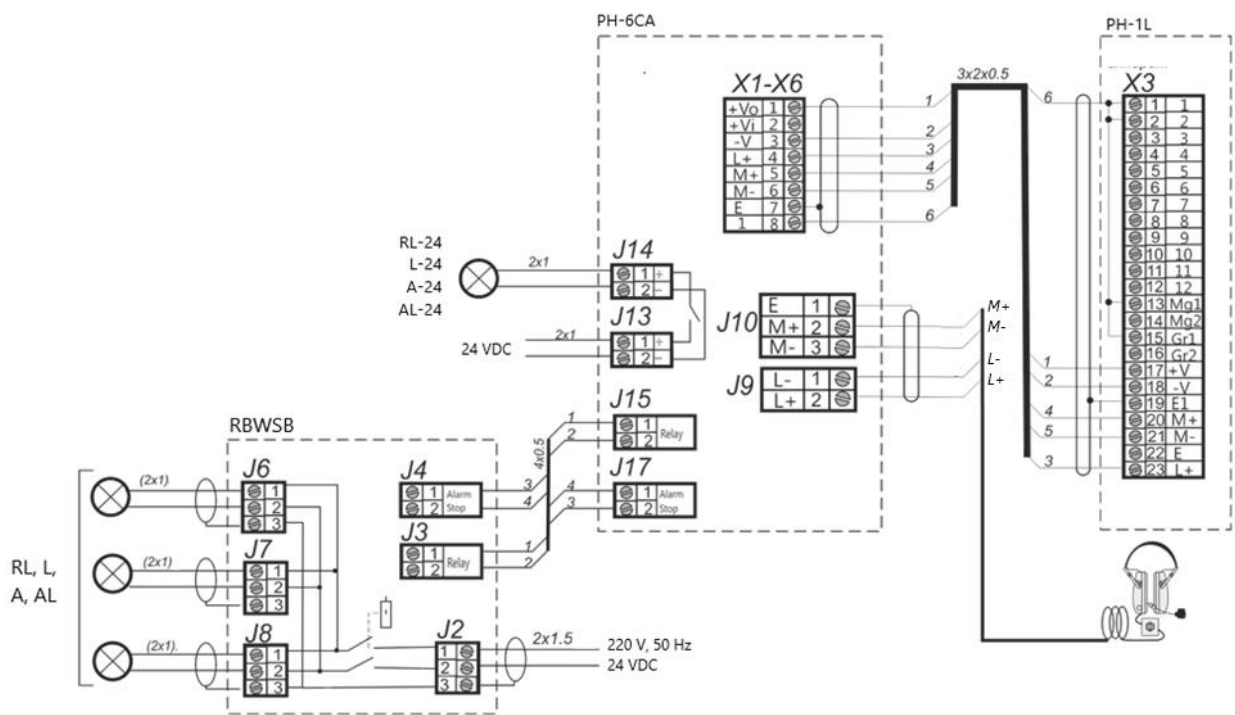 PH-6CA
PH-1L
X1-X6
+Vo 1
+Vi 2
-V 3
L+ 4
M+ 5
M- 6
E 7
1 8
1
2
3
4
5
6
3x2x0.5
6
1
2
4
5
3
X3
1 1
2 2
3 3
4 4
5 5
6 6
7 7
8 8
9 9
10 10
11 11
12 12
13 Mg1
14 Mg2
15 Gr1
16 Gr2
17 +V
18 -V
19 E1
20 M+
21 M-
22 E
23 L+
RL-24
L-24
A-24
AL-24
2x1
J14
1 +
2 −
J13
1 +
2 −
24 VDC
2x1
J10
E 1
M+ 2
M- 3
J9
L- 1
L+ 2
M+
M-
L-
L+
J15
1 Relay
2
J17
1 Alarm
2 Stop
1
2
4x0.5
3
4
4
3
1
2
RBWSB
J4
1 Alarm
2 Stop
J3
1 Relay
2
J6
1
2
3
J7
1
2
3
J8
1
2
3
J2
1
2
3
(2x1)
(2x1)
(2x1).
RL, L,
A, AL
2x1.5
220 V, 50 Hz
24 VDC